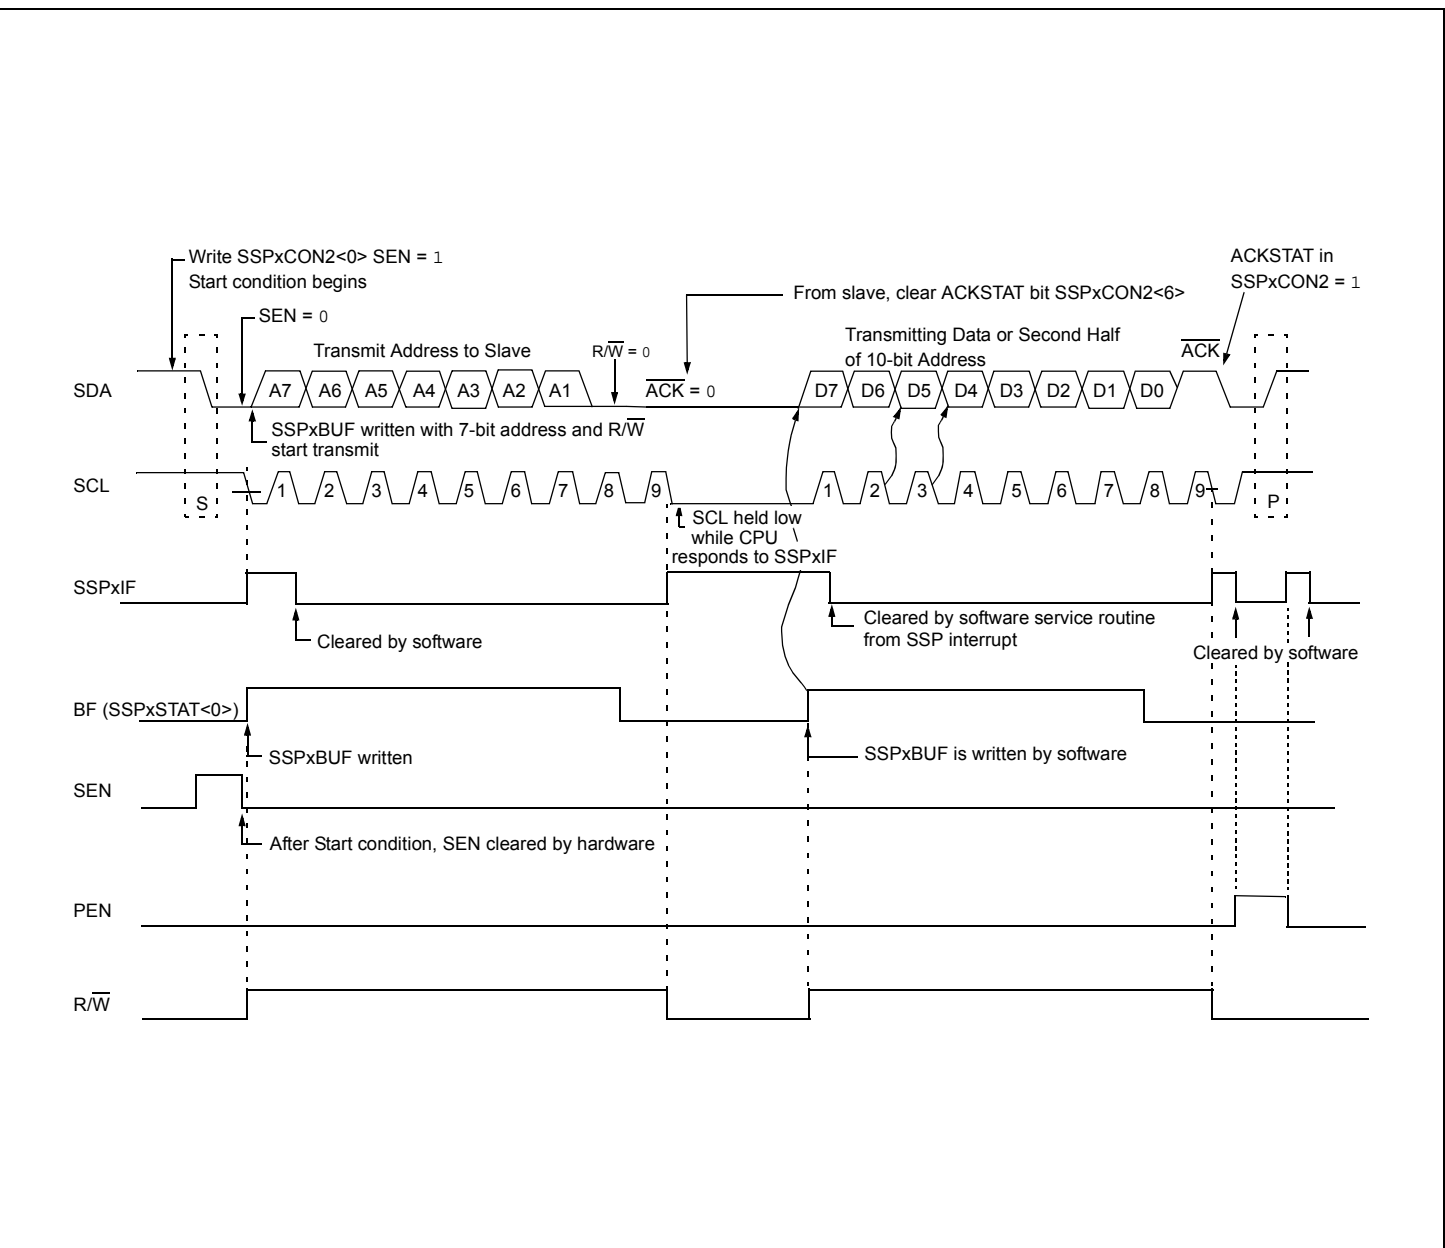 Write SSPxCON2<0> SEN = 1
Start condition begins
SEN = 0
Transmit Address to Slave
R/W = 0
From slave, clear ACKSTAT bit SSPxCON2<6>
ACKSTAT in
SSPxCON2 = 1
Transmitting Data or Second Half
of 10-bit Address
ACK
SDA
A7 A6 A5 A4 A3 A2 A1
ACK = 0
D7 D6 D5 D4 D3 D2 D1 D0
SSPxBUF written with 7-bit address and R/W
start transmit
SCL
S
1 2 3 4 5 6 7 8 9
SCL held low
while CPU
responds to SSPxIF
1 2 3 4 5 6 7 8 9
P
SSPxIF
Cleared by software
Cleared by software service routine
from SSP interrupt
Cleared by software
BF (SSPxSTAT<0>)
SSPxBUF written
SSPxBUF is written by software
SEN
After Start condition, SEN cleared by hardware
PEN
R/W